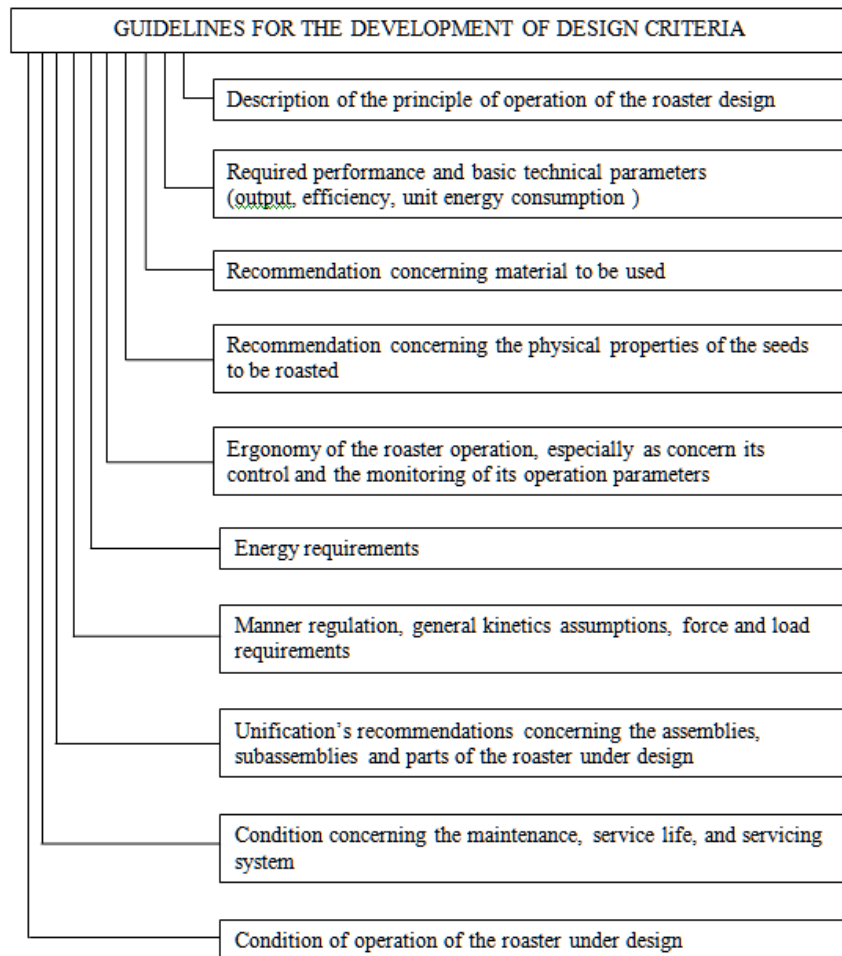 GUIDELINES FOR THE DEVELOPMENT OF DESIGN CRITERIA
Description of the principle of operation of the roaster design
Required performance and basic technical parameters
(output, efficiency, unit energy consumption )
Recommendation concerning material to be used
Recommendation concerning the physical properties of the seeds
to be roasted
Ergonomy of the roaster operation, especially as concern its
control and the monitoring of its operation parameters
Energy requirements
Manner regulation, general kinetics assumptions, force and load
requirements
Unification’s recommendations concerning the assemblies,
subassemblies and parts of the roaster under design
Condition concerning the maintenance, service life, and servicing
system
Condition of operation of the roaster under design